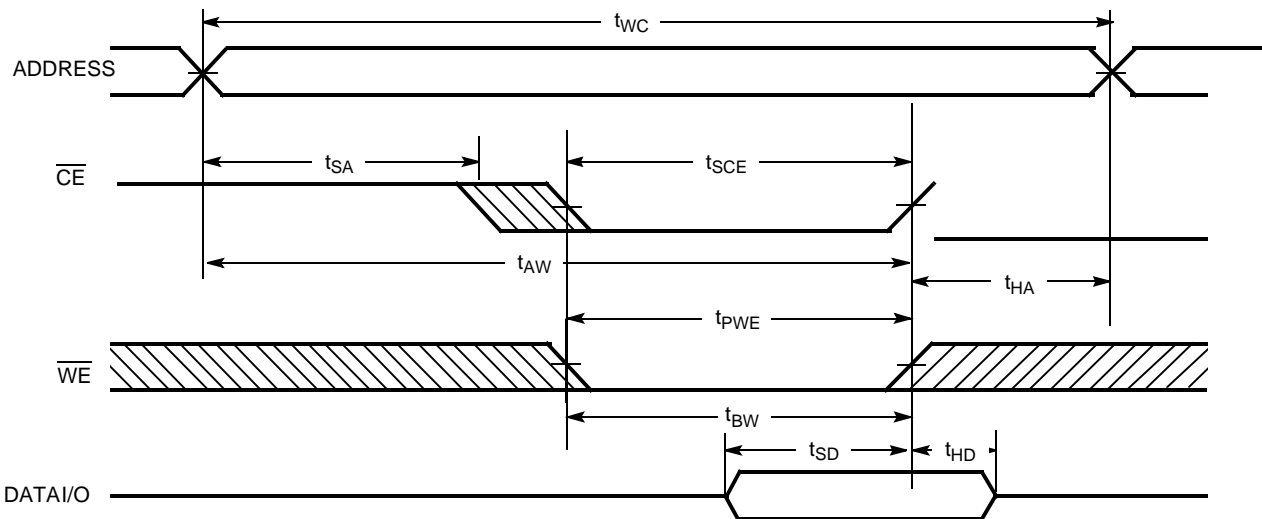 tWC
ADDRESS
tSA
tSCE
CE
tAW
tHA
tPWE
WE
tBW
tSD
tHD
DATAI/O